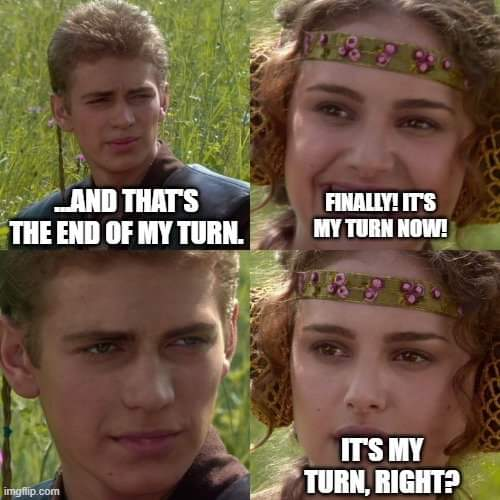 ...AND THAT'S
THE END OF MY TURN.
FINALLY! IT'S
MY TURN NOW!
IT'S MY
TURN, RIGHT?
imgflip.com